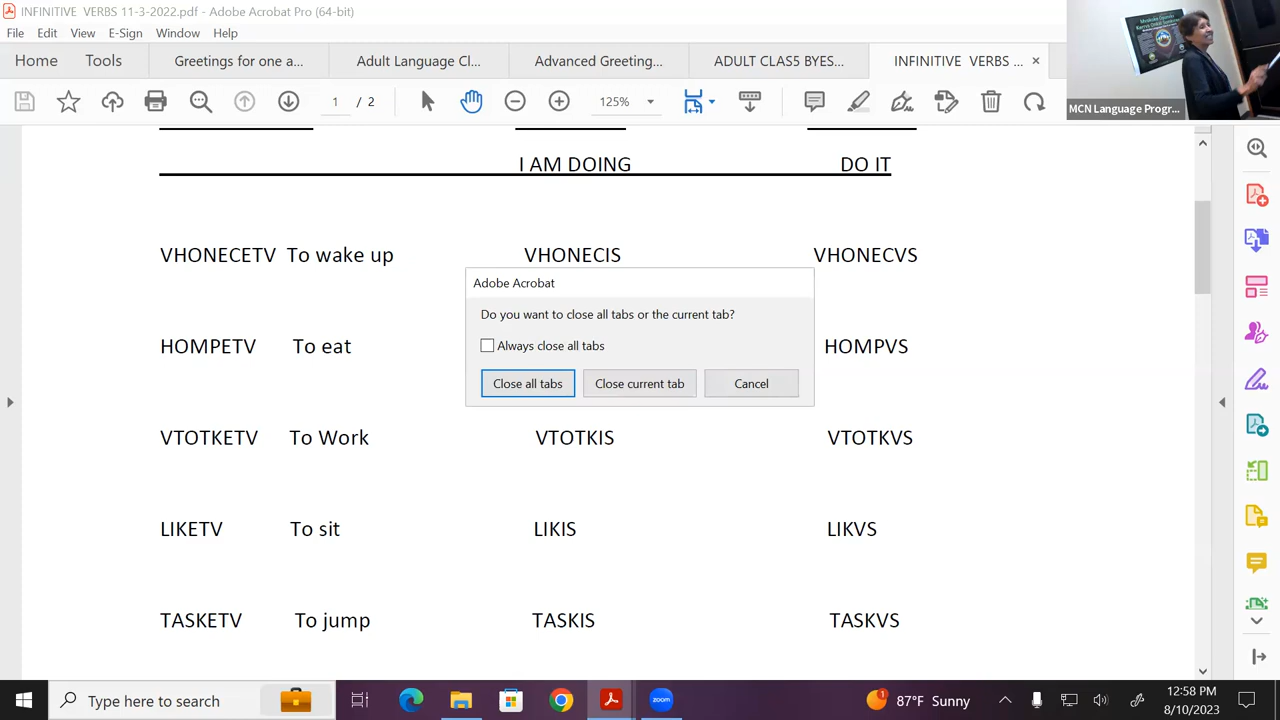 INFINITIVE  VERBS 11-3-2022.pdf - Adobe Acrobat Pro (64-bit)
File Edit View E-Sign Window Help
Home Tools Greetings for one a... Adult Language Cl... Advanced Greeting... ADULT CLAS5 BYES... INFINITIVE  VERBS ... ×
1 / 2 125%
MCN Language Progr...
I AM DOING DO IT
VHONECETV To wake up VHONECIS VHONECVS
Adobe Acrobat
Do you want to close all tabs or the current tab?
Always close all tabs
HOMPETV To eat HOMPVS
Close all tabs Close current tab Cancel
VTOTKETV To Work VTOTKIS VTOTKVS
LIKETV To sit LIKIS LIKVS
TASKETV To jump TASKIS TASKVS
Type here to search zoom 1 87°F Sunny 12:58 PM
8/10/2023